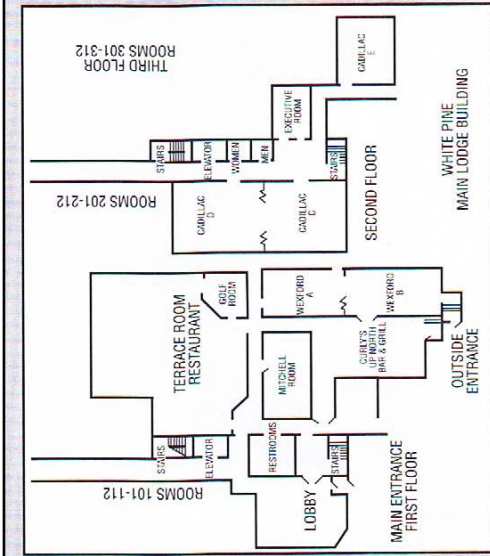 THIRD FLOOR
ROOMS 301-312
CADILLAC
E
EXECUTIVE
ROOM
STAIRS
ELEVATOR
WOMEN
MEN
STAIRS
ROOMS 201-212
CADILLAC
D
CADILLAC
C
SECOND FLOOR
WHITE PINE
MAIN LODGE BUILDING
TERRACE ROOM
RESTAURANT
GOLF
ROOM
WEXFORD
A
WEXFORD
B
MITCHELL
ROOM
CURLY'S
UP NORTH
BAR & GRILL
OUTSIDE
ENTRANCE
STAIRS
ELEVATOR
RESTROOMS
STAIRS
ROOMS 101-112
LOBBY
MAIN ENTRANCE
FIRST FLOOR